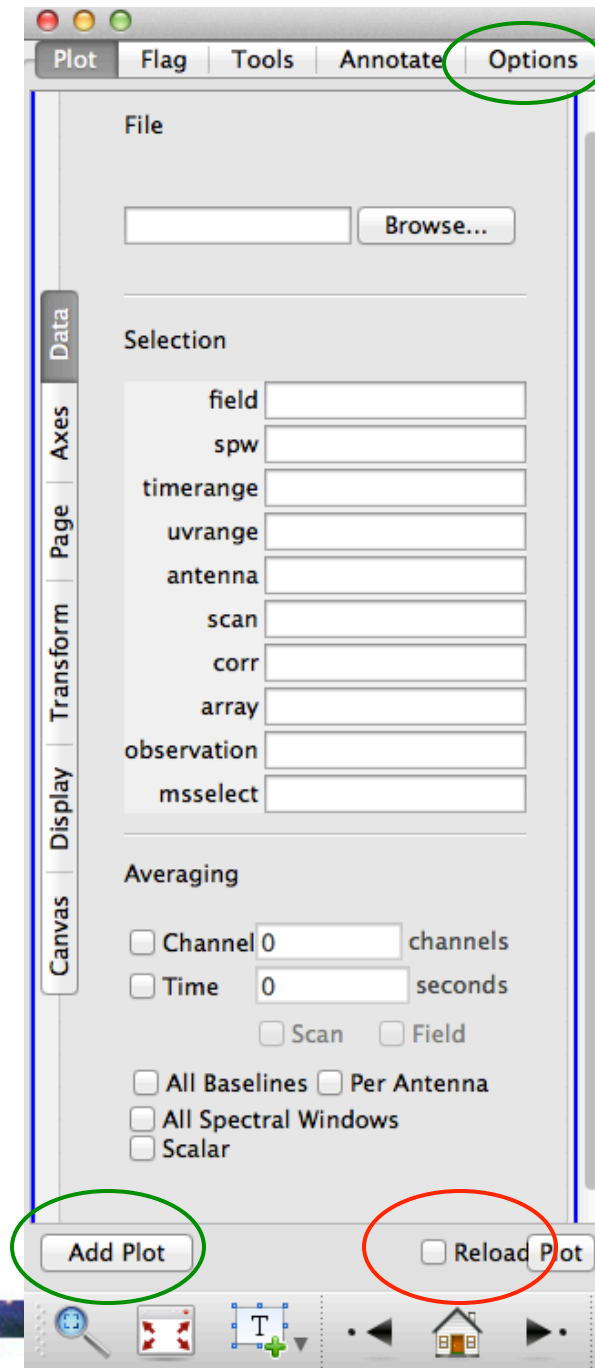 Plot Flag Tools Annotate Options
File
Browse...
Data
Axes
Page
Transform
Display
Canvas
Selection
field
spw
timerange
uvrange
antenna
scan
corr
array
observation
msselect
Averaging
Channel 0 channels
Time 0 seconds
Scan Field
All Baselines Per Antenna
All Spectral Windows
Scalar
Add Plot Reload Plot
T